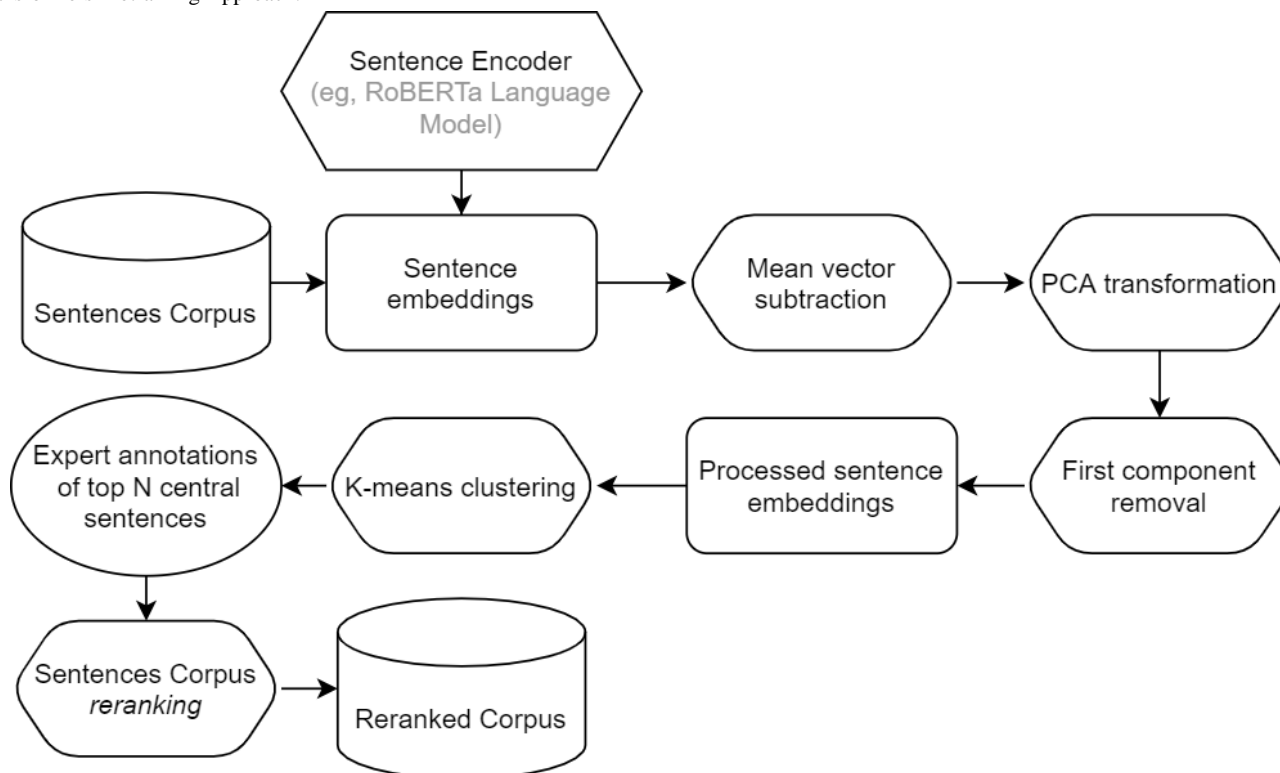 Sentence Encoder
(eg, RoBERTa Language
Model)
Sentences Corpus
Sentence
embeddings
Mean vector
subtraction
PCA transformation
Expert annotations
of top N central
sentences
K-means clustering
Processed sentence
embeddings
First component
removal
Sentences Corpus
reranking
Reranked Corpus